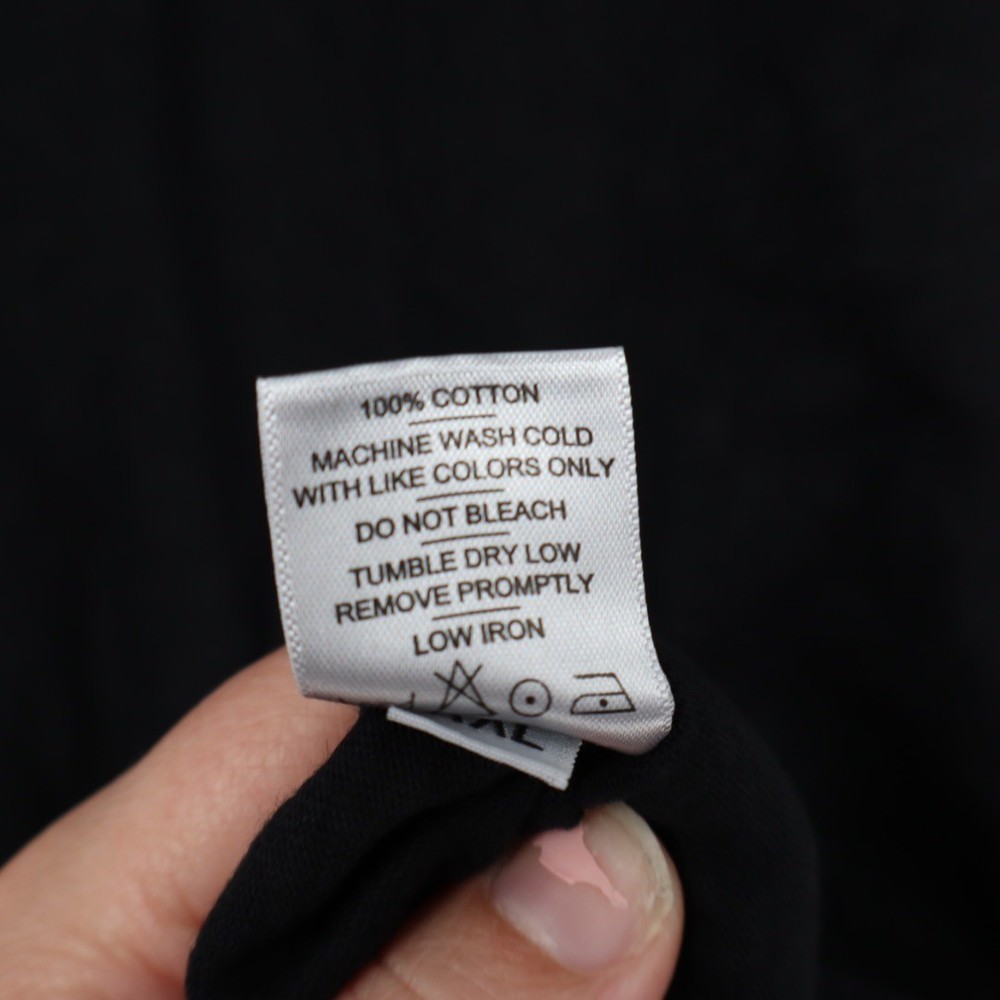 100% COTTON
MACHINE WASH COLD
WITH LIKE COLORS ONLY
DO NOT BLEACH
TUMBLE DRY LOW
REMOVE PROMPTLY
LOW IRON